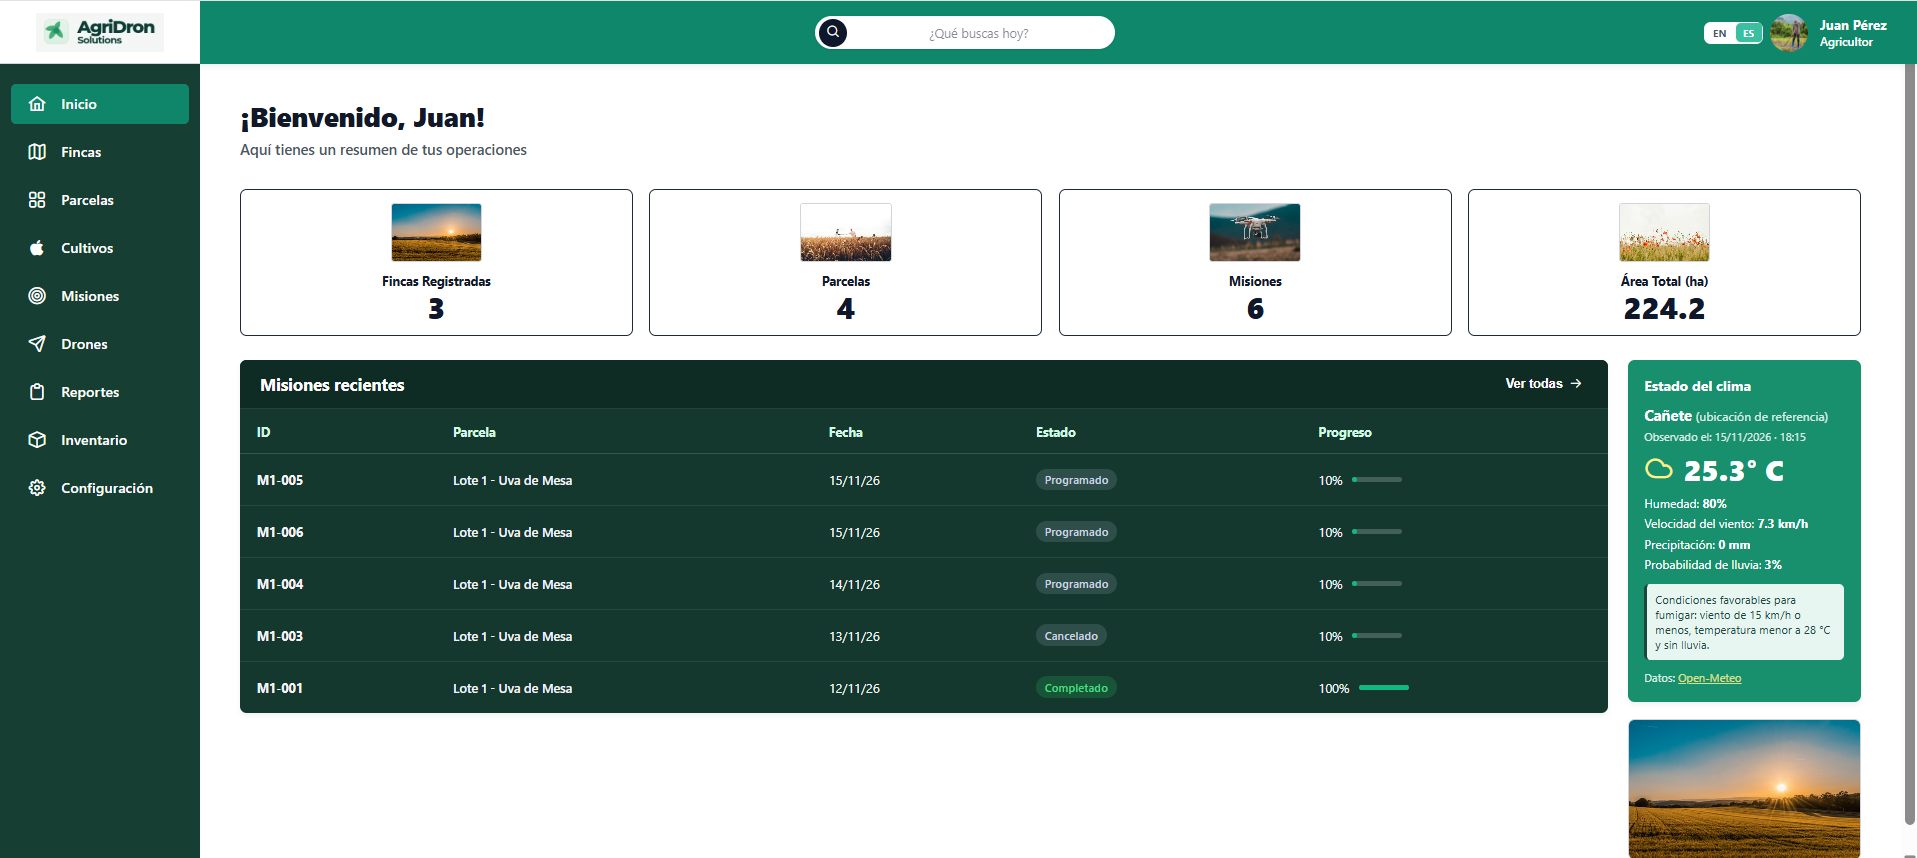 AgriDron
Solutions
¿Qué buscas hoy?
EN ES
Juan Pérez
Agricultor
Inicio
Fincas
Parcelas
Cultivos
Misiones
Drones
Reportes
Inventario
Configuración
¡Bienvenido, Juan!
Aquí tienes un resumen de tus operaciones
Fincas Registradas
3
Parcelas
4
Misiones
6
Área Total (ha)
224.2
Misiones recientes
Ver todas →
ID Parcela Fecha Estado Progreso
M1-005 Lote 1 - Uva de Mesa 15/11/26 Programado 10%
M1-006 Lote 1 - Uva de Mesa 15/11/26 Programado 10%
M1-004 Lote 1 - Uva de Mesa 14/11/26 Programado 10%
M1-003 Lote 1 - Uva de Mesa 13/11/26 Cancelado 10%
M1-001 Lote 1 - Uva de Mesa 12/11/26 Completado 100%
Estado del clima
Cañete (ubicación de referencia)
Observado el: 15/11/2026 · 18:15
25.3° C
Humedad: 80%
Velocidad del viento: 7.3 km/h
Precipitación: 0 mm
Probabilidad de lluvia: 3%
Condiciones favorables para
fumigar: viento de 15 km/h o
menos, temperatura menor a 28 °C
y sin lluvia.
Datos: Open-Meteo